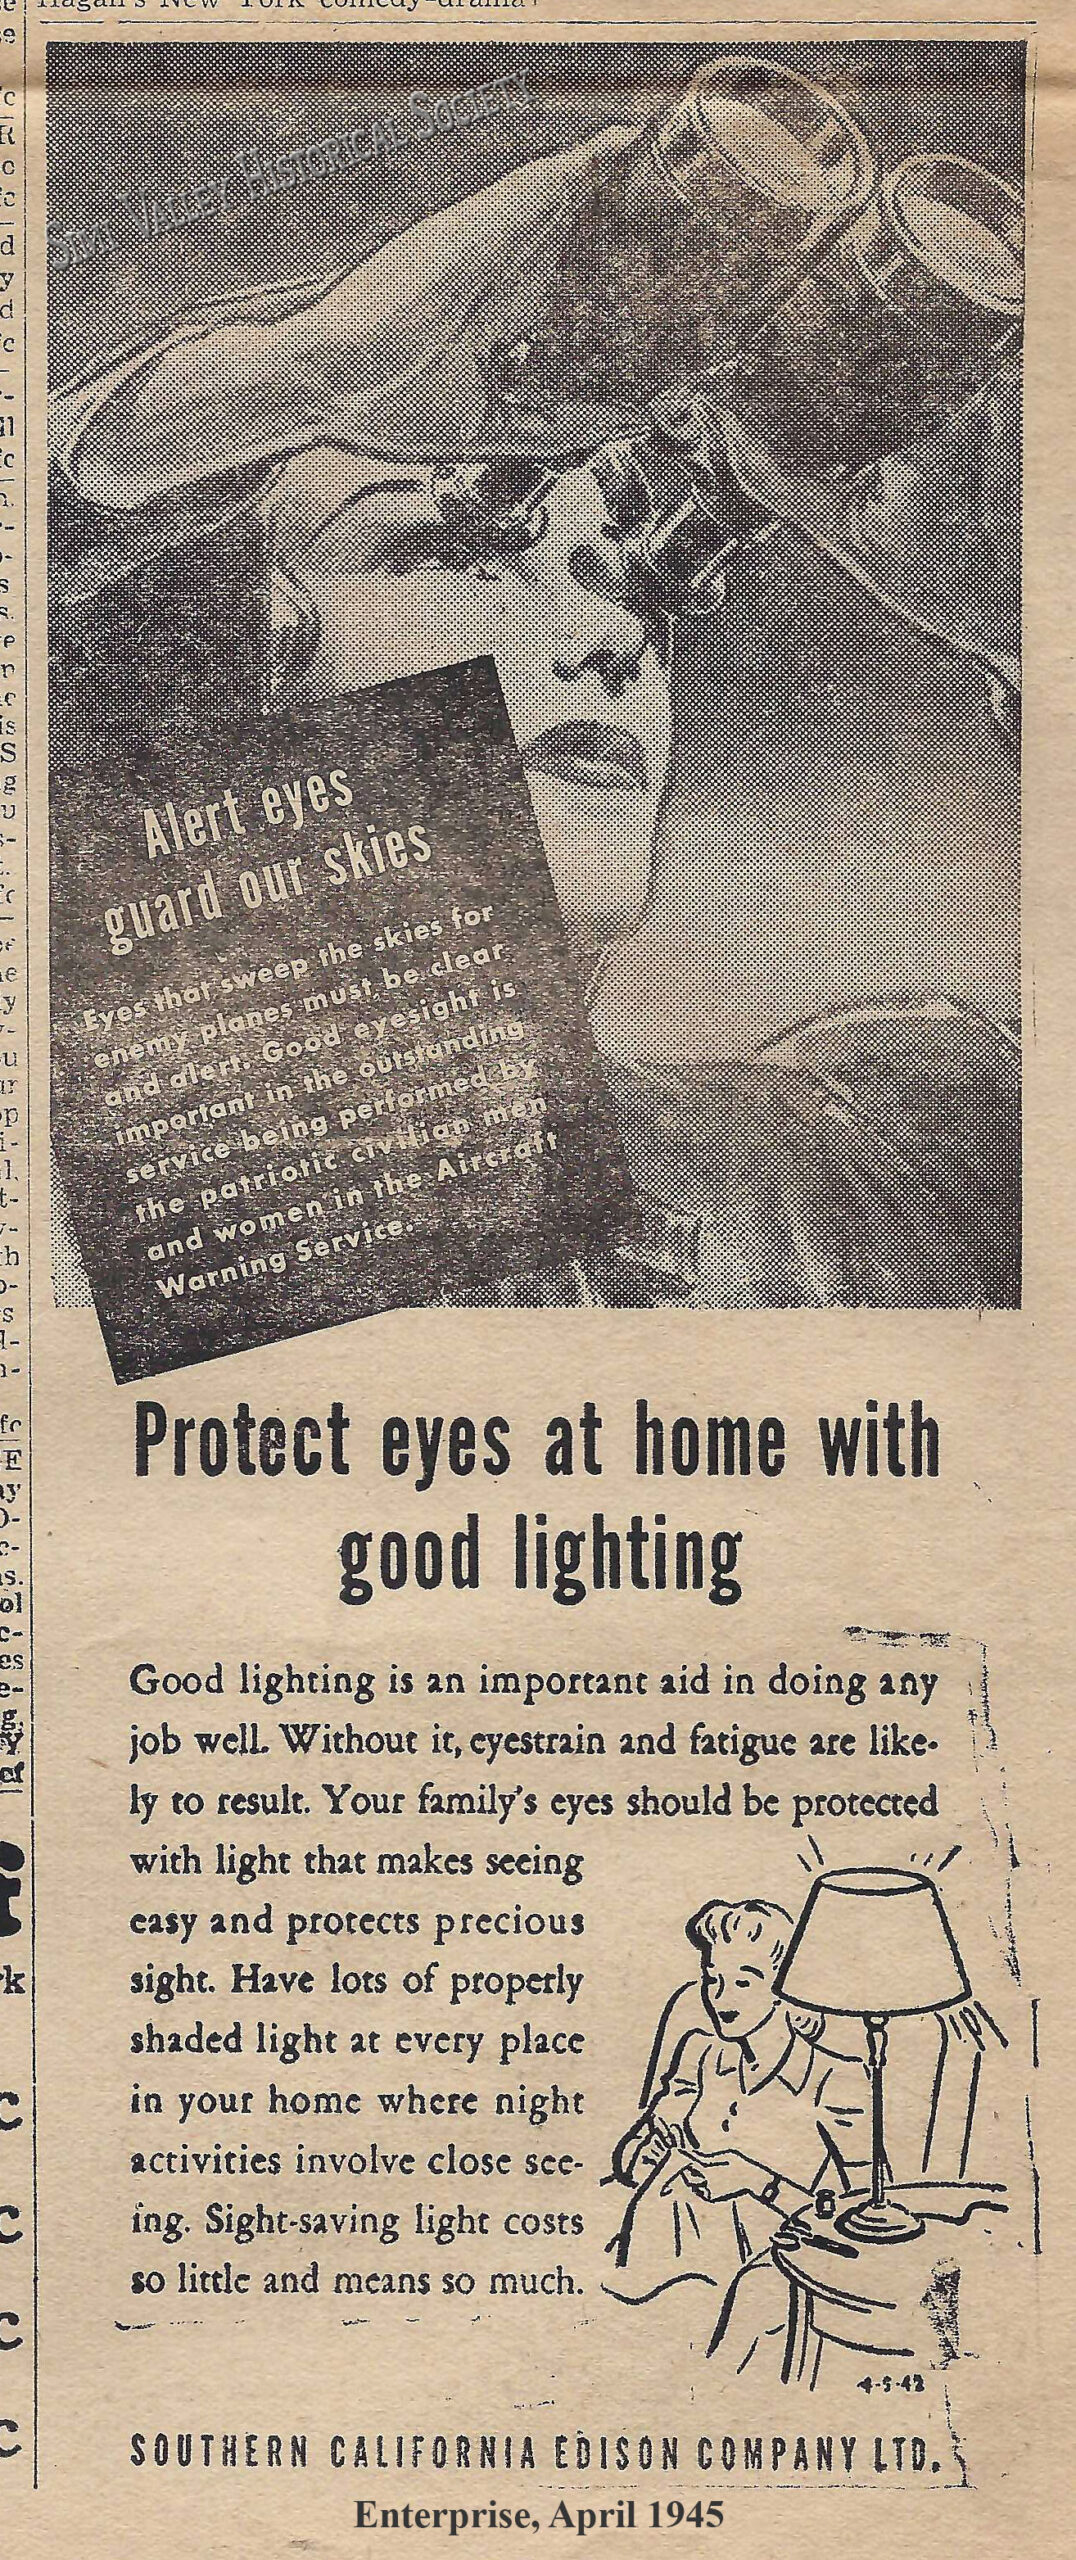 Hagan's New York comedy-drama,
SIMI VALLEY HISTORICAL SOCIETY
Alert eyes
guard our skies
Eyes that sweep the skies for
enemy planes must be clear
and alert. Good eyesight is
important in the outstanding
service being performed by
the patriotic civilian men
and women in the Aircraft
Warning Service.
Protect eyes at home with
good lighting
Good lighting is an important aid in doing any
job well. Without it, eyestrain and fatigue are like-
ly to result. Your family's eyes should be protected
with light that makes seeing
easy and protects precious
sight. Have lots of properly
shaded light at every place
in your home where night
activities involve close see-
ing. Sight-saving light costs
so little and means so much.
4-5-42
SOUTHERN CALIFORNIA EDISON COMPANY LTD.
Enterprise, April 1945